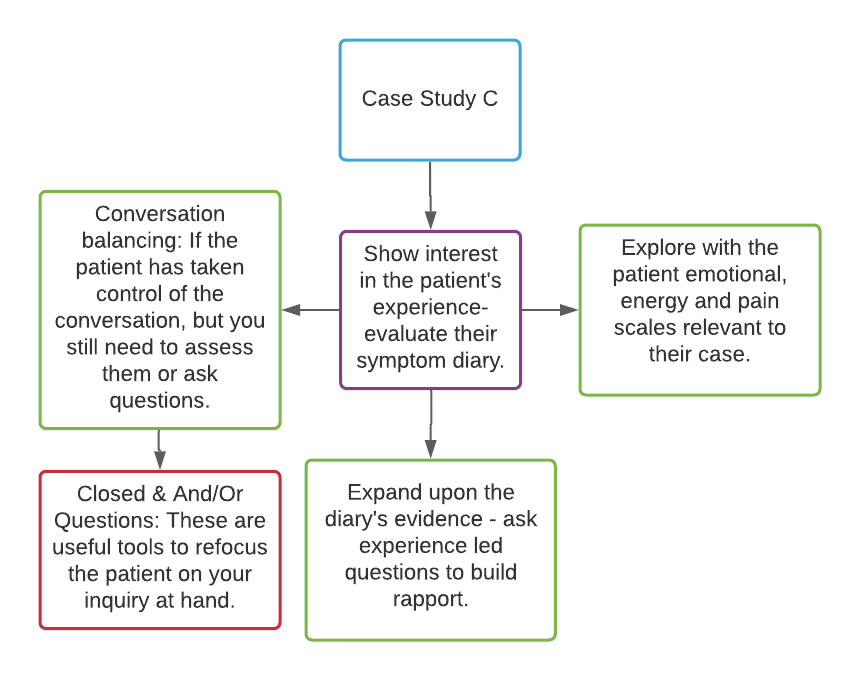 Case Study C
Conversation
balancing: If the
patient has taken
control of the
conversation, but you
still need to assess
them or ask
questions.
Show interest
in the patient's
experience-
evaluate their
symptom diary.
Explore with the
patient emotional,
energy and pain
scales relevant to
their case.
Closed & And/Or
Questions: These are
useful tools to refocus
the patient on your
inquiry at hand.
Expand upon the
diary's evidence - ask
experience led
questions to build
rapport.